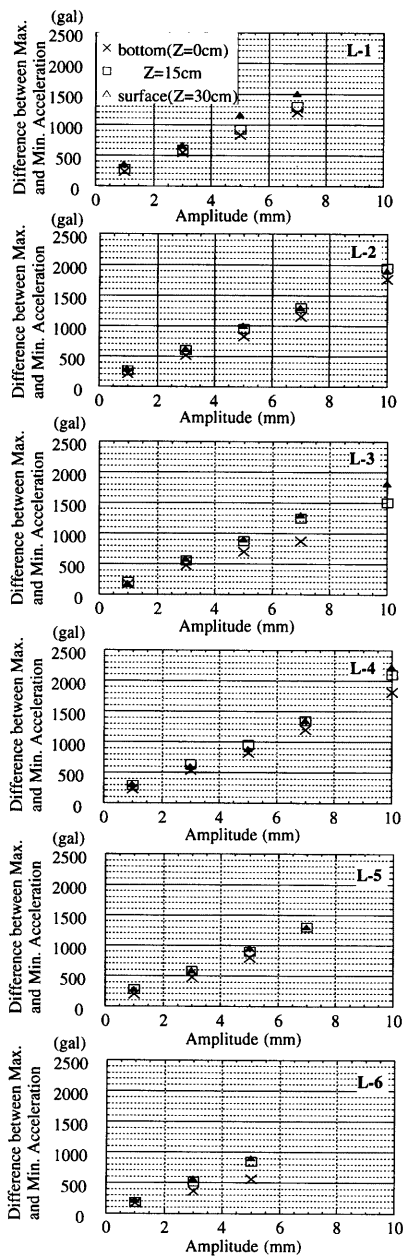 (gal)
2500
2000
1500
1000
500
0
Difference between Max.
and Min. Acceleration
× bottom(Z=0cm)
□ Z=15cm
▲ surface(Z=30cm)
L-1
0 2 4 6 8 10
Amplitude (mm)
(gal)
2500
2000
1500
1000
500
0
Difference between Max.
and Min. Acceleration
L-2
0 2 4 6 8 10
Amplitude (mm)
2500
2000
1500
1000
500
0
Difference between Max.
and Min. Acceleration
L-3
0 2 4 6 8 10
Amplitude (mm)
(gal)
2500
2000
1500
1000
500
0
Difference between Max.
and Min. Acceleration
L-4
0 2 4 6 8 10
Amplitude (mm)
(gal)
2500
2000
1500
1000
500
0
Difference between Max.
and Min. Acceleration
L-5
0 2 4 6 8 10
Amplitude (mm)
(gal)
2500
2000
1500
1000
500
0
Difference between Max.
and Min. Acceleration
L-6
0 2 4 6 8 10
Amplitude (mm)